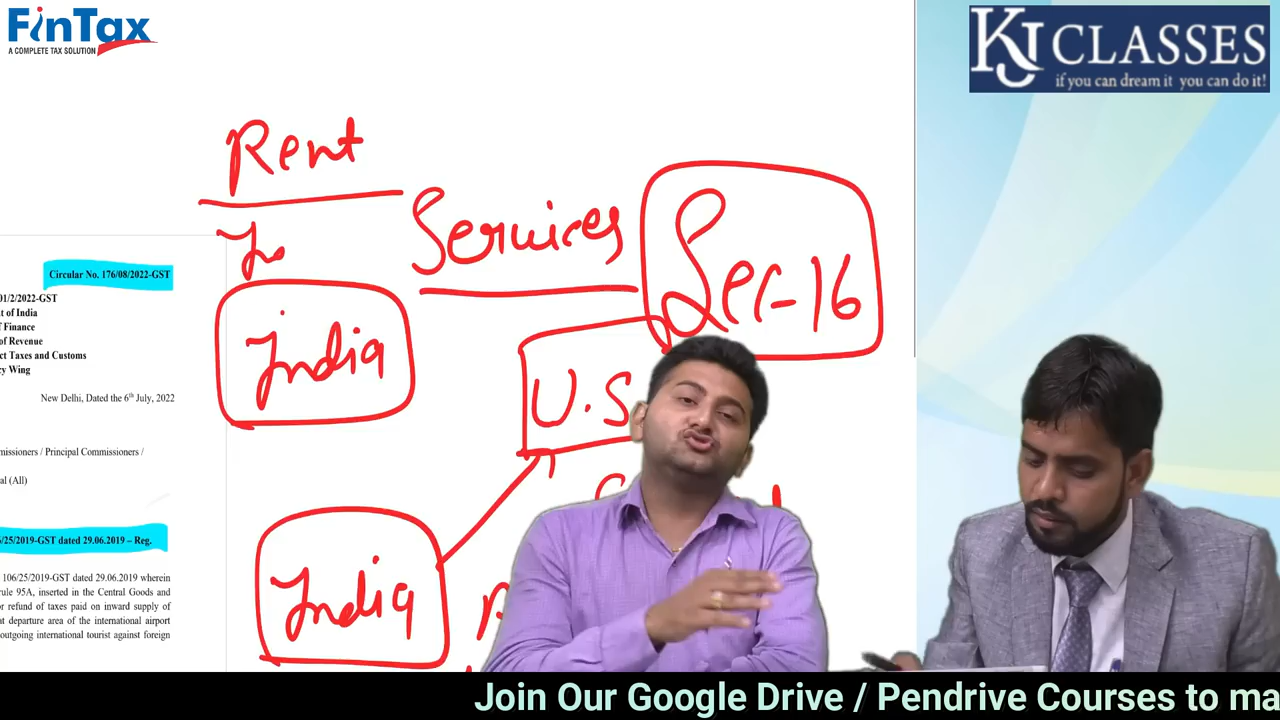 FinTax
A COMPLETE TAX SOLUTION
KJ CLASSES
if you can dream it you can do it!
Rent
Services
Sec-16
India
U.S
India
Circular No. 176/08/2022-GST
01/2/2022-GST
t of India
f Finance
of Revenue
ct Taxes and Customs
cy Wing
New Delhi, Dated the 6th July, 2022
missioners / Principal Commissioners /
al (All)
6/25/2019-GST dated 29.06.2019 – Reg.
106/25/2019-GST dated 29.06.2019 wherein
rule 95A, inserted in the Central Goods and
or refund of taxes paid on inward supply of
at departure area of the international airport
outgoing international tourist against foreign
Join Our Google Drive / Pendrive Courses to ma